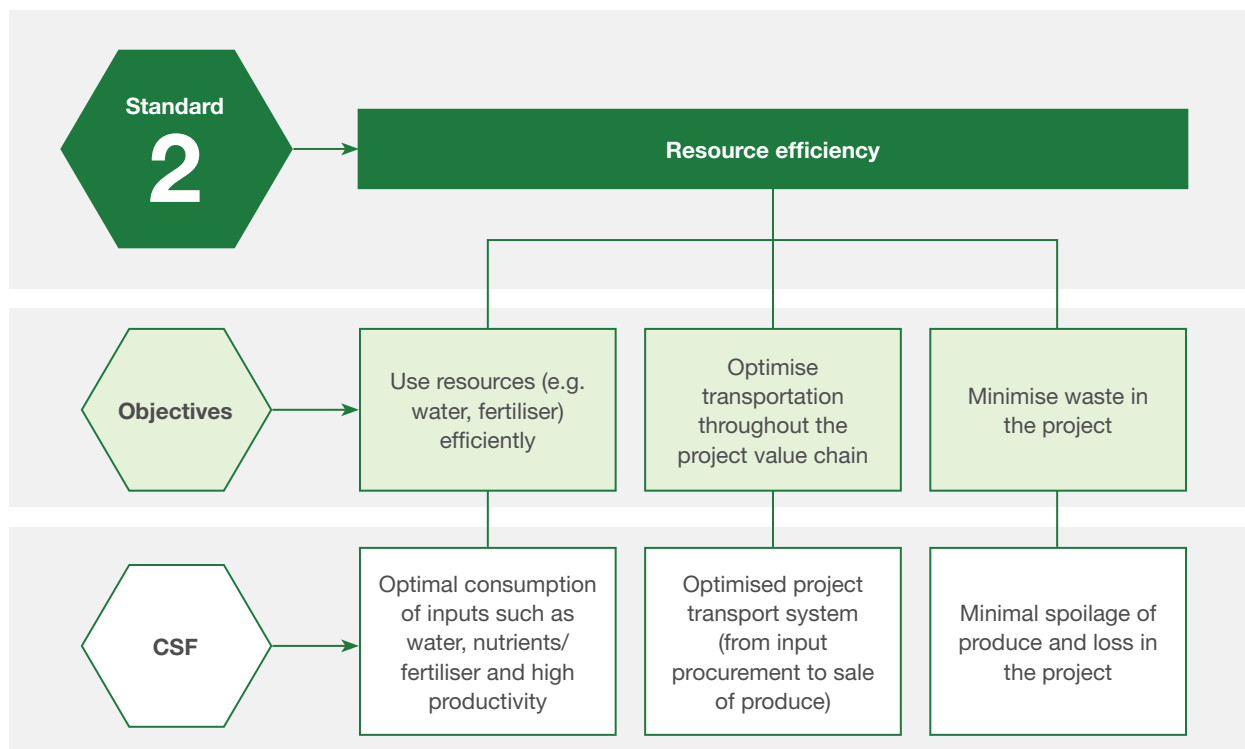 Standard
2
Resource efficiency
Objectives
Use resources (e.g.
water, fertiliser)
efficiently
Optimise
transportation
throughout the
project value chain
Minimise waste in
the project
CSF
Optimal consumption
of inputs such as
water, nutrients/
fertiliser and high
productivity
Optimised project
transport system
(from input
procurement to sale
of produce)
Minimal spoilage of
produce and loss in
the project